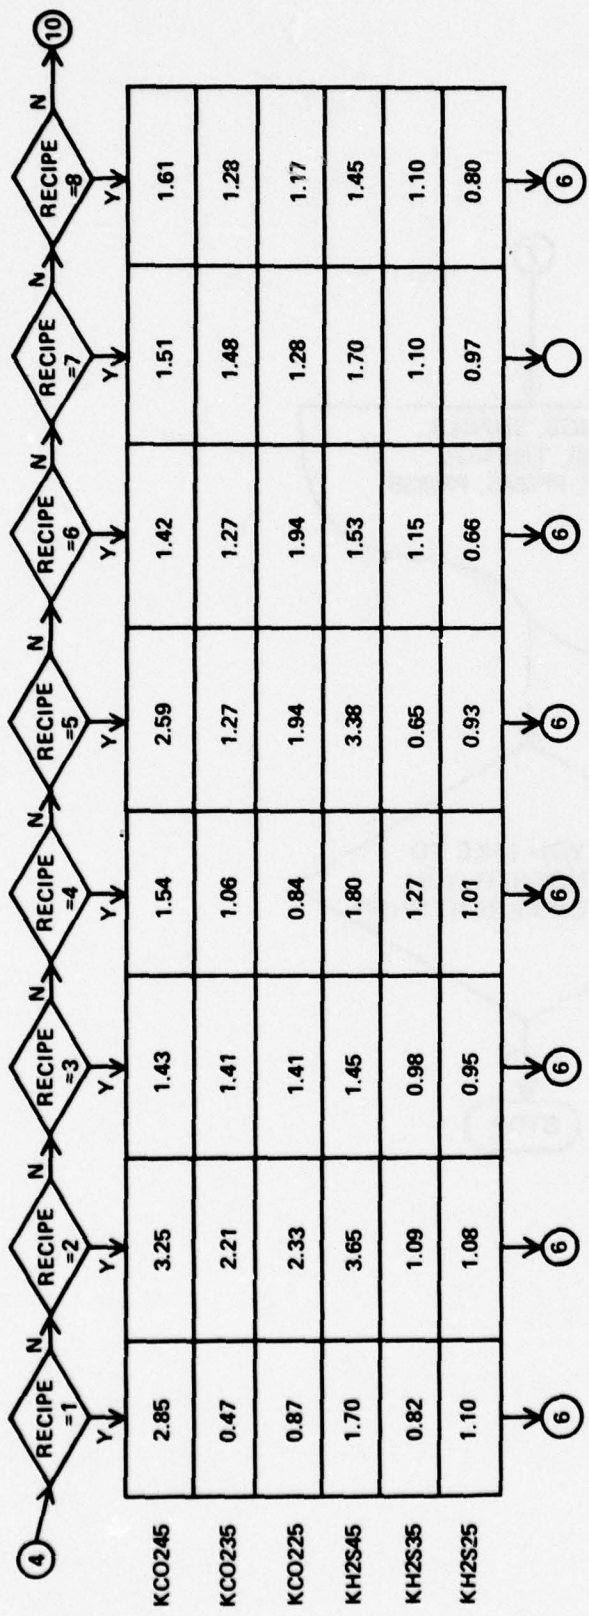 4
RECIPE =1 N RECIPE =2 N RECIPE =3 N RECIPE =4 N RECIPE =5 N RECIPE =6 N RECIPE =7 N RECIPE =8 N 10
Y Y Y Y Y Y Y Y
KCO245 2.85 3.25 1.43 1.54 2.59 1.42 1.51 1.61
KCO235 0.47 2.21 1.41 1.06 1.27 1.27 1.48 1.28
KCO225 0.87 2.33 1.41 0.84 1.94 1.94 1.28 1.17
KH2S45 1.70 3.65 1.45 1.80 3.38 1.53 1.70 1.45
KH2S35 0.82 1.09 0.98 1.27 0.65 1.15 1.10 1.10
KH2S25 1.10 1.08 0.95 1.01 0.93 0.66 0.97 0.80
6 6 6 6 6 6 6